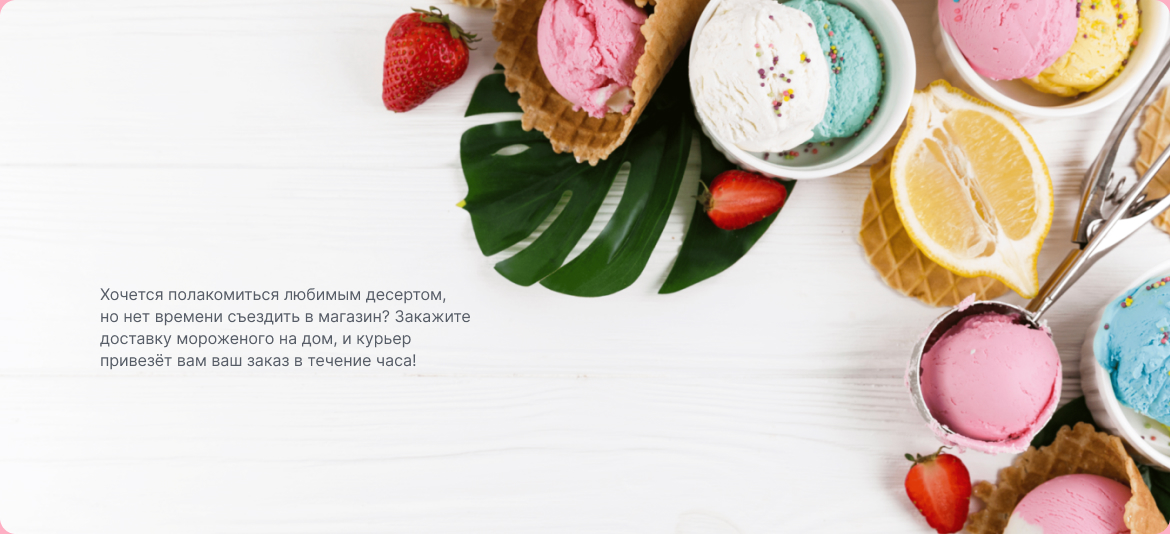 Хочется полакомиться любимым десертом,
но нет времени съездить в магазин? Закажите
доставку мороженого на дом, и курьер
привезёт вам ваш заказ в течение часа!